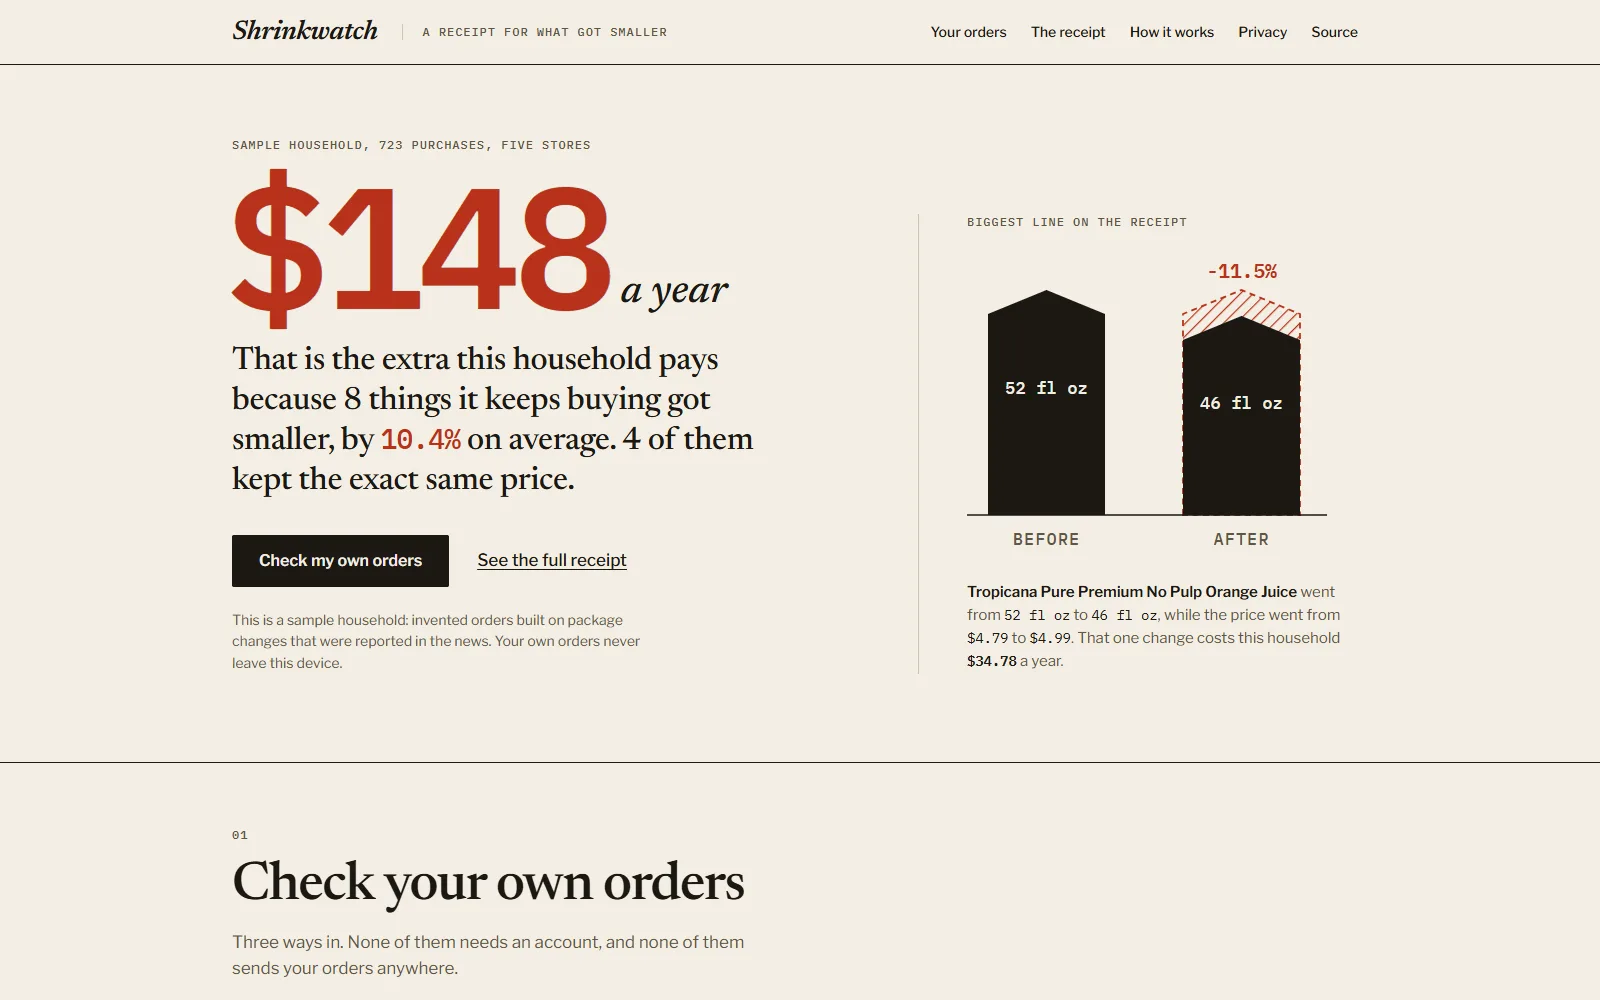 Shrinkwatch
A RECEIPT FOR WHAT GOT SMALLER
Your orders
The receipt
How it works
Privacy
Source
SAMPLE HOUSEHOLD, 723 PURCHASES, FIVE STORES
$148 a year
That is the extra this household pays
because 8 things it keeps buying got
smaller, by 10.4% on average. 4 of them
kept the exact same price.
Check my own orders
See the full receipt
This is a sample household: invented orders built on package
changes that were reported in the news. Your own orders never
leave this device.
BIGGEST LINE ON THE RECEIPT
-11.5%
52 fl oz
46 fl oz
BEFORE
AFTER
Tropicana Pure Premium No Pulp Orange Juice went
from 52 fl oz to 46 fl oz, while the price went from
$4.79 to $4.99. That one change costs this household
$34.78 a year.
01
Check your own orders
Three ways in. None of them needs an account, and none of them
sends your orders anywhere.